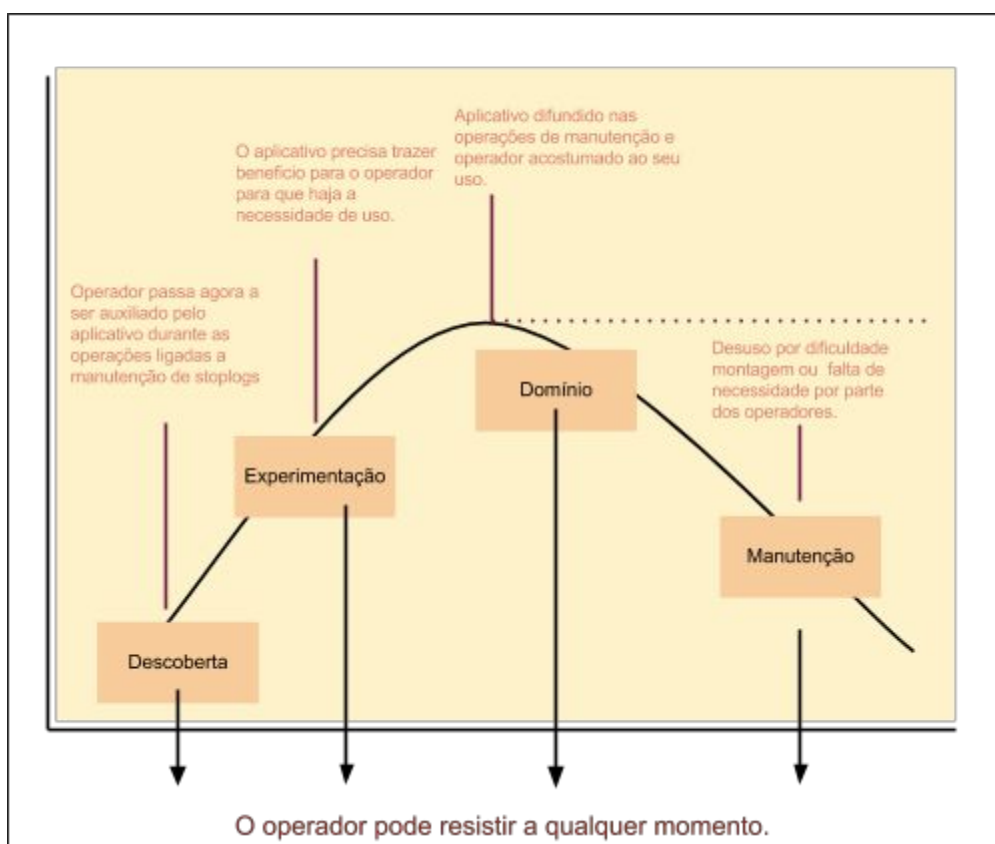 Aplicativo difundido nas
operações de manutenção e
operador acostumado ao seu
uso.
O aplicativo precisa trazer
beneficio para o operador
para que haja a
necessidade de uso.
Operador passa agora a
ser auxiliado pelo
aplicativo durante as
operações ligadas a
manutenção de stoplogs
Desuso por dificuldade
montagem ou falta de
necessidade por parte
dos operadores.
Domínio
Experimentação
Manutenção
Descoberta
O operador pode resistir a qualquer momento.